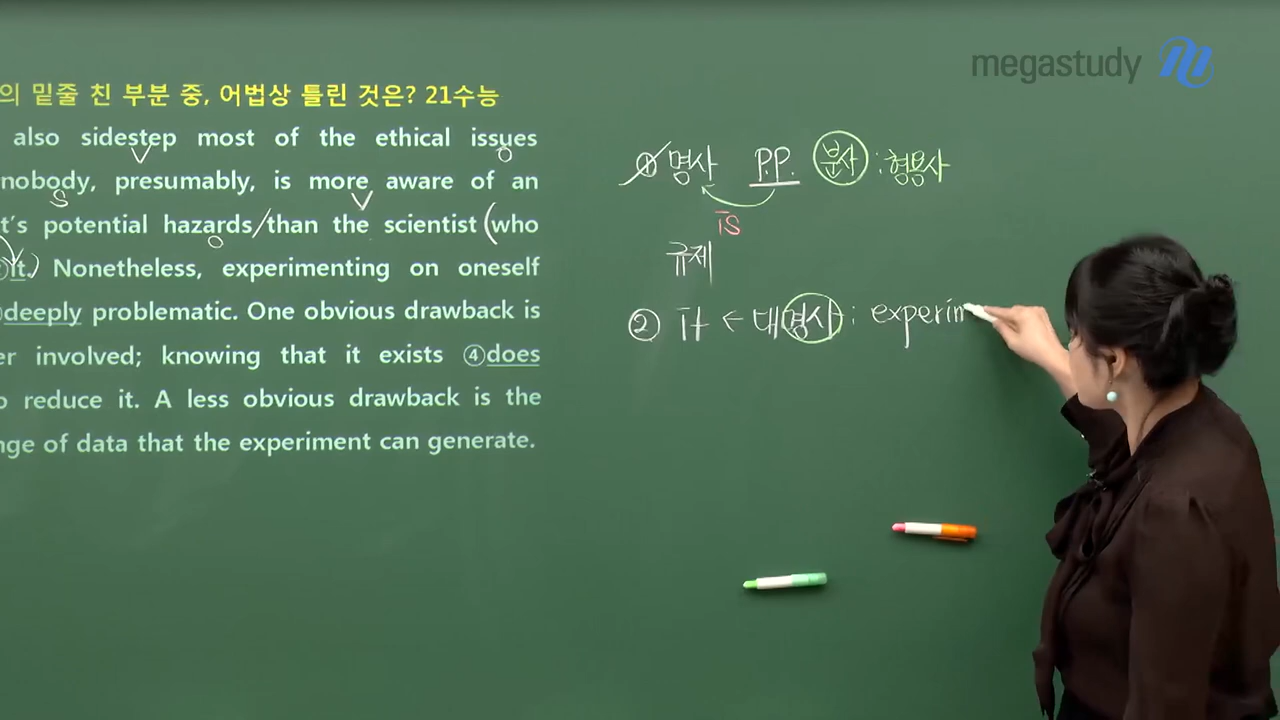 megastudy
의 밑줄 친 부분 중, 어법상 틀린 것은? 21수능
also sidestep most of the ethical issues
V O
nobody, presumably, is more aware of an
S V
t's potential hazards/than the scientist (who
O
it.) Nonetheless, experimenting on oneself
deeply problematic. One obvious drawback is
er involved; knowing that it exists ④does
o reduce it. A less obvious drawback is the
nge of data that the experiment can generate.
① 명사 P.P. 분사 : 형용사
is
규제
② it ← 대명사 : experim